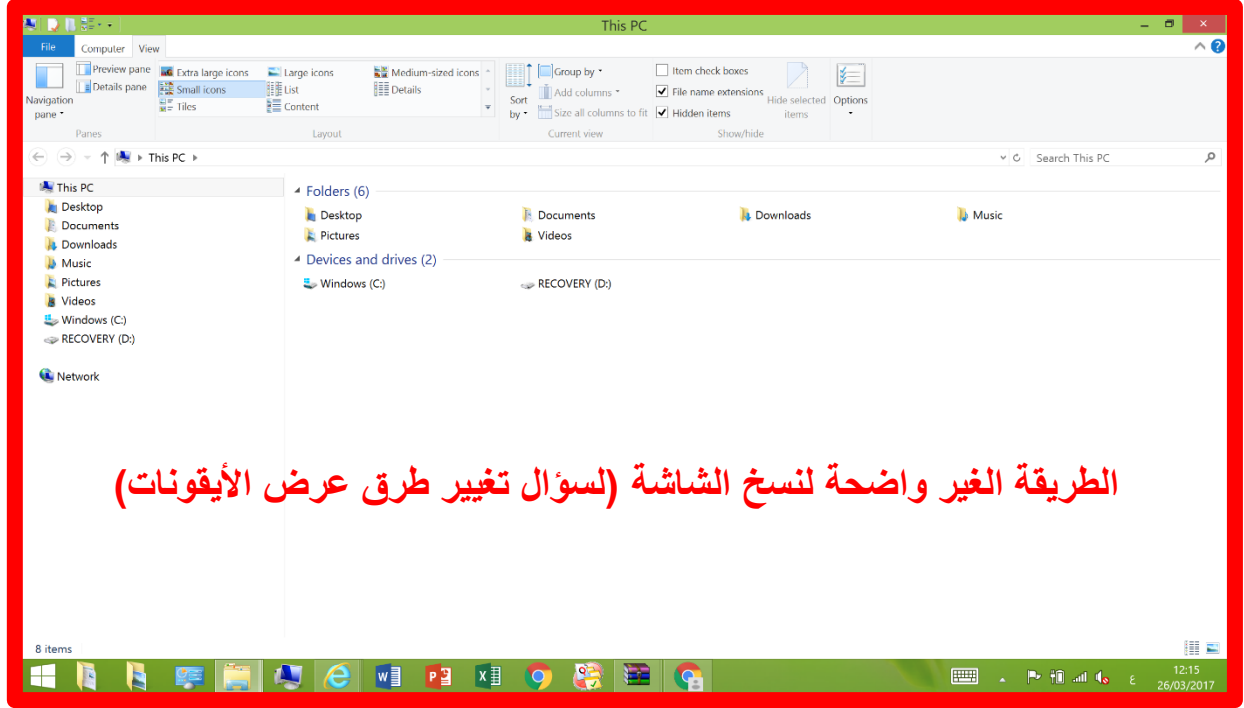 This PC
File Computer View
Navigation pane
Preview pane
Details pane
Panes
Extra large icons Large icons Medium-sized icons
Small icons List Details
Tiles Content
Layout
Sort by
Group by
Add columns
Size all columns to fit
Current view
Item check boxes
File name extensions
Hidden items
Hide selected items
Show/hide
Options
This PC
Search This PC
This PC
Desktop
Documents
Downloads
Music
Pictures
Videos
Windows (C:)
RECOVERY (D:)
Network
Folders (6)
Desktop Documents Downloads Music
Pictures Videos
Devices and drives (2)
Windows (C:) RECOVERY (D:)
الطريقة الغير واضحة لنسخ الشاشة (لسؤال تغيير طرق عرض الأيقونات)
8 items
ع
12:15
26/03/2017